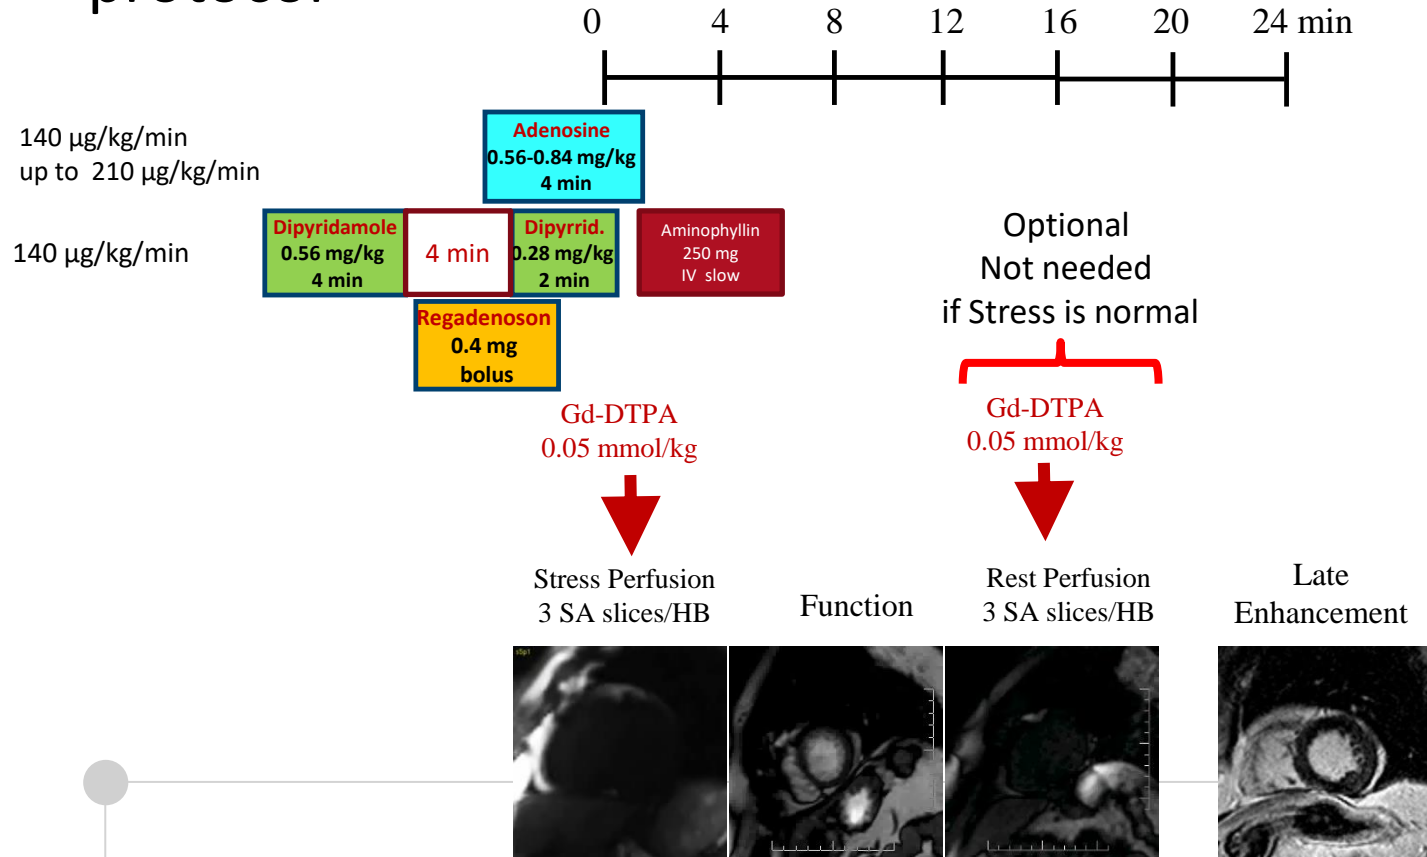 0 4 8 12 16 20 24 min
140 µg/kg/min
up to 210 µg/kg/min
Adenosine
0.56-0.84 mg/kg
4 min
140 µg/kg/min
Dipyridamole
0.56 mg/kg
4 min
4 min
Dipyrrid.
0.28 mg/kg
2 min
Aminophyllin
250 mg
IV slow
Regadenoson
0.4 mg
bolus
Optional
Not needed
if Stress is normal
Gd-DTPA
0.05 mmol/kg
Gd-DTPA
0.05 mmol/kg
Stress Perfusion
3 SA slices/HB
Function
Rest Perfusion
3 SA slices/HB
Late
Enhancement